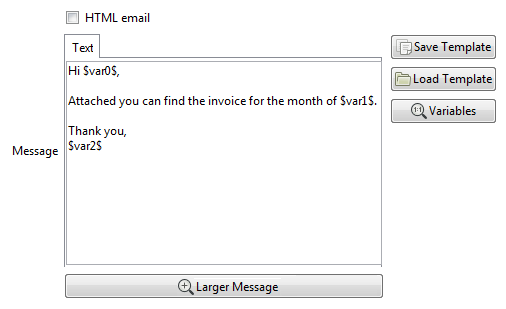 HTML email
Text
Save Template
Hi $var0$,
Load Template
Attached you can find the invoice for the month of $var1$.
Variables
Thank you,
$var2$
Message
Larger Message